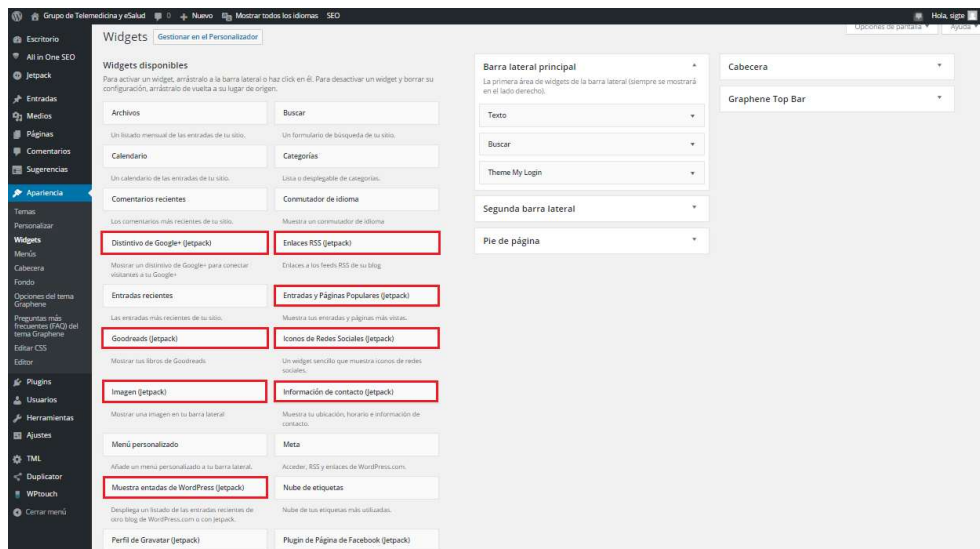 Grupo de Telemedicina y eSalud 0 + Nuevo Mostrar todos los idiomas SEO Hola, sigte
Opciones de pantalla Ayuda
Escritorio
All in One SEO
Jetpack
Entradas
Medios
Páginas
Comentarios
Sugerencias
Apariencia
Temas
Personalizar
Widgets
Menús
Cabecera
Fondo
Opciones del tema
Graphene
Preguntas más
frecuentes (FAQ) del
tema Graphene
Editar CSS
Editor
Plugins
Usuarios
Herramientas
Ajustes
TML
Duplicator
WPtouch
Cerrar menú
Widgets Gestionar en el Personalizador
Widgets disponibles
Para activar un widget, arrástralo a la barra lateral o haz click en él. Para desactivar un widget y borrar su
configuración, arrástralo de vuelta a su lugar de origen.
Archivos
Un listado mensual de las entradas de tu sitio.
Buscar
Un formulario de búsqueda de tu sitio.
Calendario
Un calendario de las entradas de tu sitio.
Categorías
Lista o desplegable de categorías.
Comentarios recientes
Los comentarios más recientes de tu sitio.
Conmutador de idioma
Muestra un conmutador de idioma
Distintivo de Google+ (Jetpack)
Mostrar un distintivo de Google+ para conectar
visitantes a su Google+
Enlaces RSS (Jetpack)
Enlaces a los feeds RSS de su blog
Entradas recientes
Las entradas más recientes de tu sitio.
Entradas y Páginas Populares (Jetpack)
Muestra tus entradas y páginas más vistas.
Goodreads (Jetpack)
Mostrar tus libros de Goodreads
Iconos de Redes Sociales (Jetpack)
Un widget sencillo que muestra iconos de redes
sociales.
Imagen (Jetpack)
Mostrar una imagen en tu barra lateral
Información de contacto (Jetpack)
Muestra tu ubicación, horario e información de
contacto.
Menú personalizado
Añade un menú personalizado a tu barra lateral.
Meta
Acceder, RSS y enlaces de WordPress.com.
Muestra entadas de WordPress (Jetpack)
Despliega un listado de las entradas recientes de
otro blog de WordPress.com o con Jetpack.
Nube de etiquetas
Nube de tus etiquetas más utilizadas.
Perfil de Gravatar (Jetpack)
Plugin de Página de Facebook (Jetpack)
Barra lateral principal
La primera área de widgets de la barra lateral (siempre se mostrará
en el lado derecho).
Texto
Buscar
Theme My Login
Segunda barra lateral
Pie de página
Cabecera
Graphene Top Bar